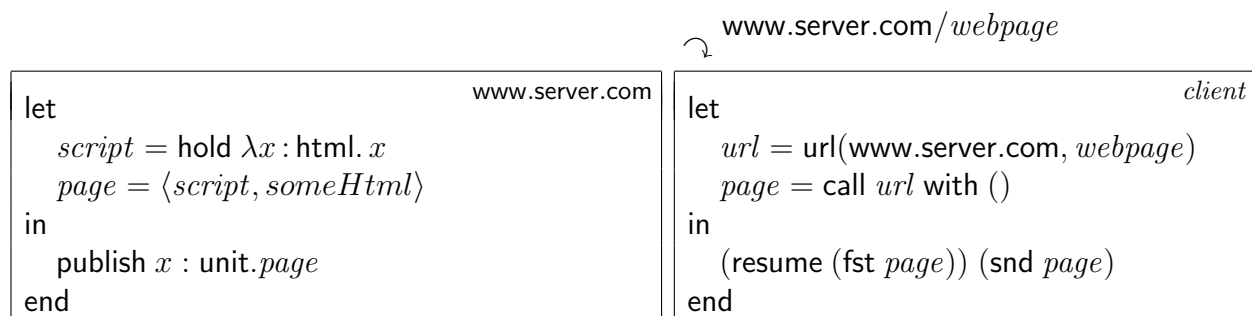 www.server.com/webpage
www.server.com
let
script = hold λx : html. x
page = ⟨script, someHtml⟩
in
publish x : unit.page
end
client
let
url = url(www.server.com, webpage)
page = call url with ()
in
(resume (fst page)) (snd page)
end